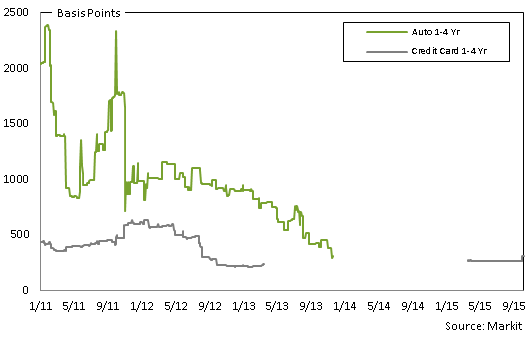 2500
Basis Points
Auto 1-4 Yr
Credit Card 1-4 Yr
2000
1500
1000
500
0
1/11 5/11 9/11 1/12 5/12 9/12 1/13 5/13 9/13 1/14 5/14 9/14 1/15 5/15 9/15
Source: Markit